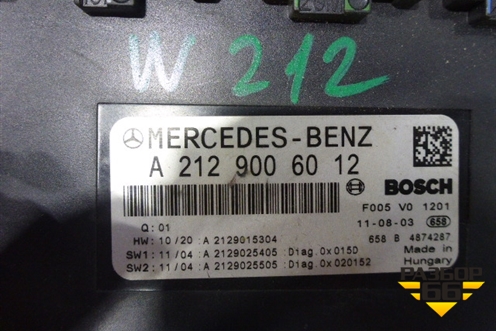 W 212
MERCEDES-BENZ
A 212 900 60 12
BOSCH
F005 V0 1201
Q: 01
11-08-03 658
HW: 10/20 :A 2129015304
658 B 4874287
SW1: 11/04 :A 2129025405 :Diag.0x015D
Made in
SW2: 11/04 :A 2129025505 :Diag.0x020152
Hungary
РАЗБОР
66